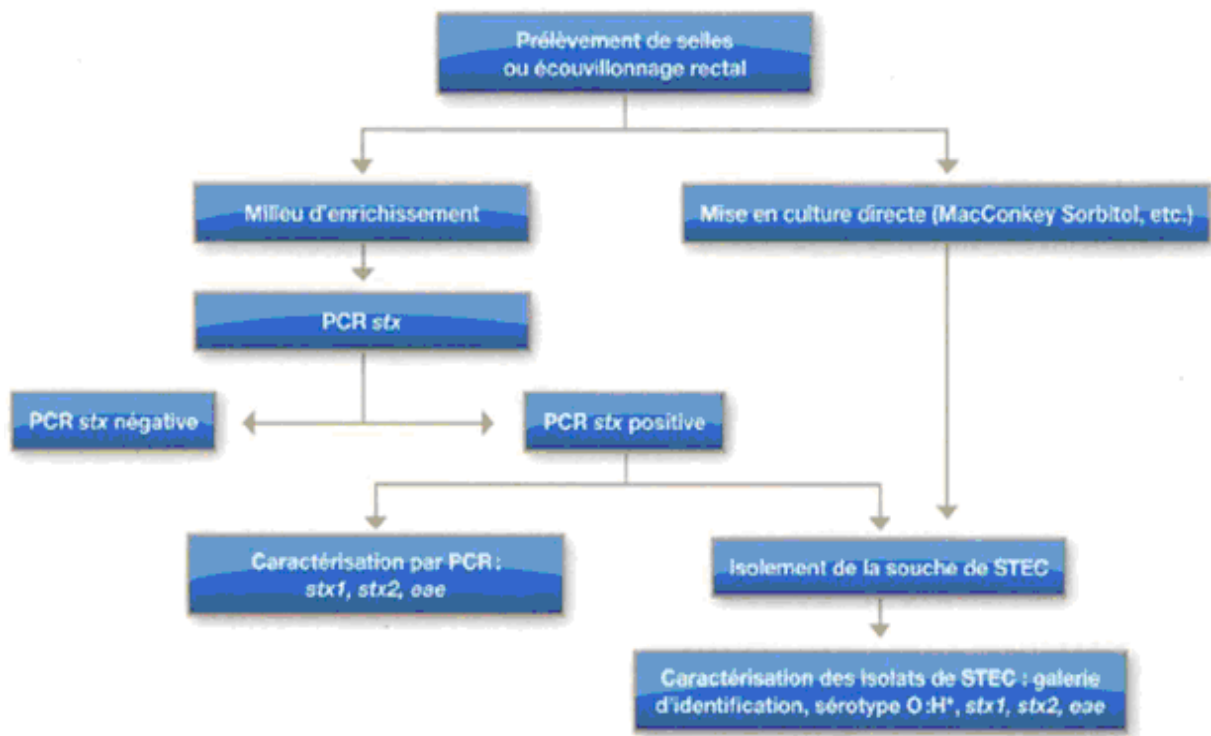 Prélèvement de selles
ou écouvillonnage rectal
Milieu d'enrichissement
Mise en culture directe (MacConkey Sorbitol, etc.)
PCR stx
PCR stx négative
PCR stx positive
Caractérisation par PCR :
stx1, stx2, eae
Isolement de la souche de STEC
Caractérisation des isolats de STEC : galerie
d'identification, sérotype O:H*, stx1, stx2, eae